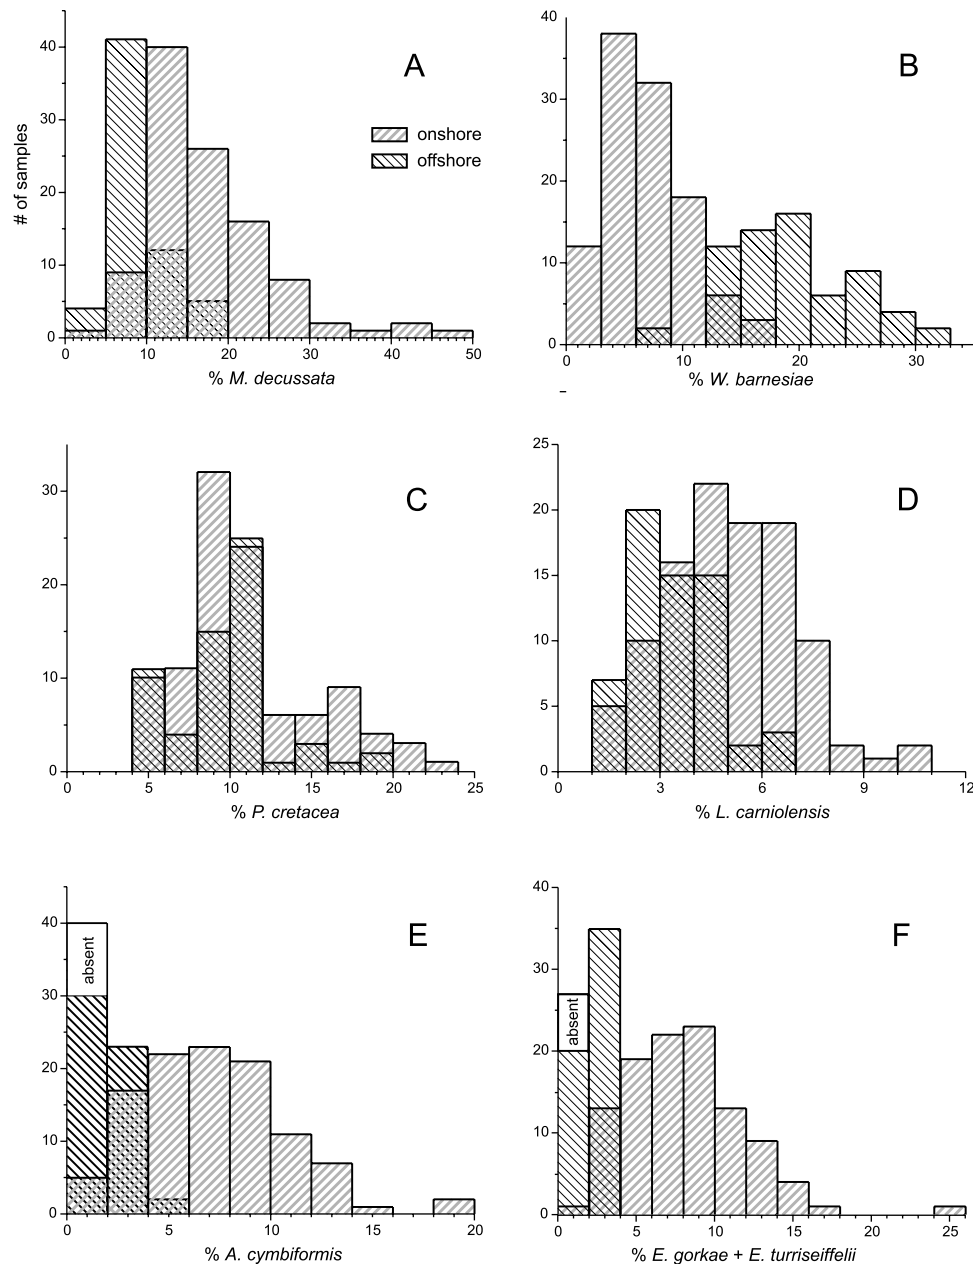 A
40
30
20
10
0
# of samples
onshore
offshore
0 10 20 30 40 50
% M. decussata
B
40
30
20
10
0
0 10 20 30
% W. barnesiae
C
30
20
10
0
0 5 10 15 20 25
% P. cretacea
D
25
20
15
10
5
0
0 3 6 9 12
% L. carniolensis
E
40
30
20
10
0
absent
0 5 10 15 20
% A. cymbiformis
F
40
30
20
10
0
absent
0 5 10 15 20 25
% E. gorkae + E. turriseiffelii